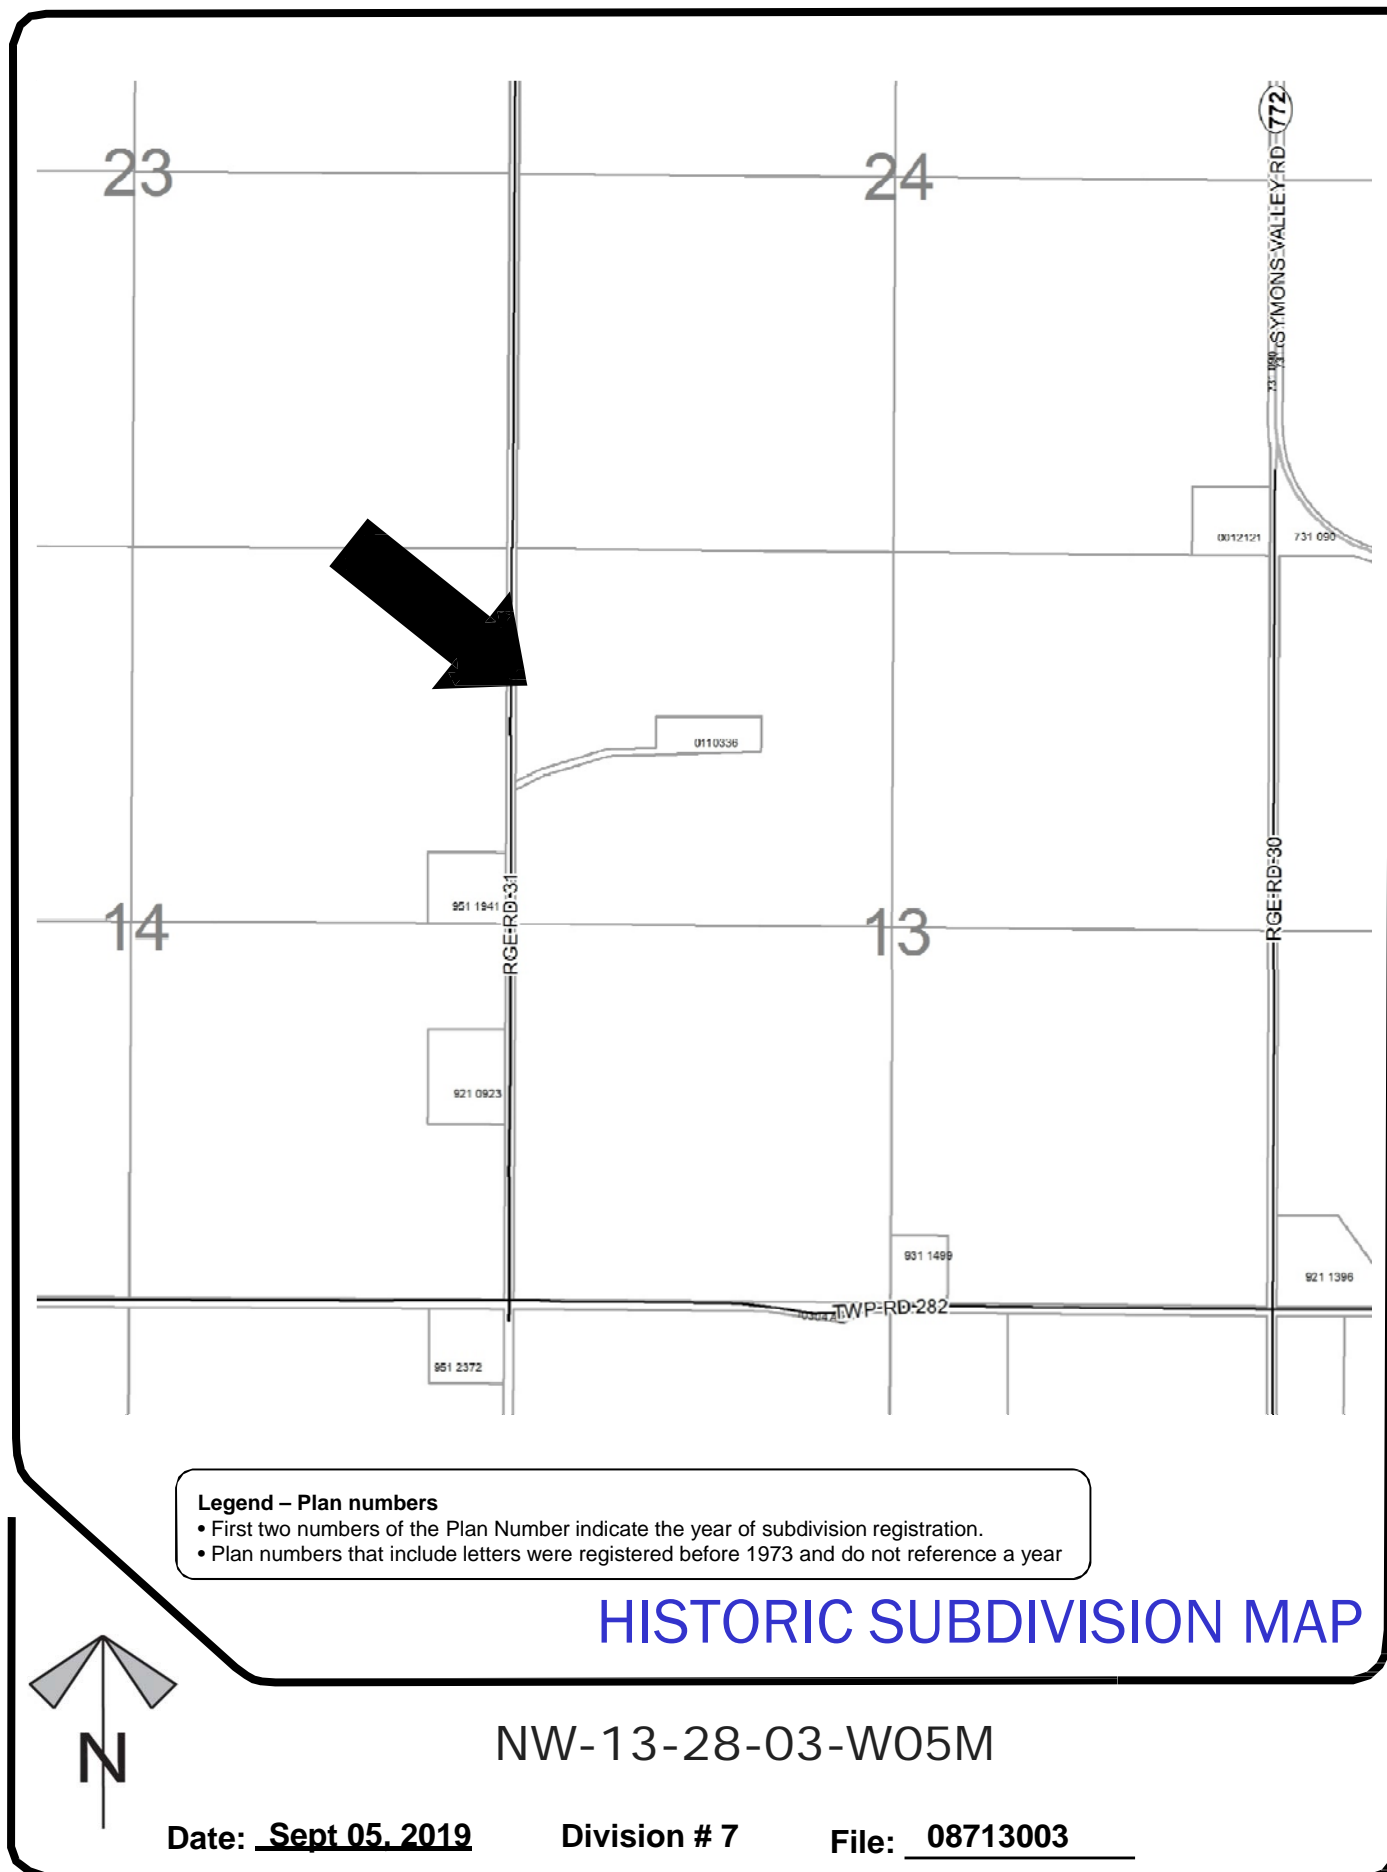 772
SYMONS-VALLEY-RD
23
24
731 090
0012121
731 090
0110336
951 1941
RGE-RD-31
RGE-RD-30
14
13
921 0923
931 1499
921 1396
TWP-RD-282
951 2372
Legend – Plan numbers
• First two numbers of the Plan Number indicate the year of subdivision registration.
• Plan numbers that include letters were registered before 1973 and do not reference a year
HISTORIC SUBDIVISION MAP
N
NW-13-28-03-W05M
Date: Sept 05, 2019 Division # 7 File: 08713003